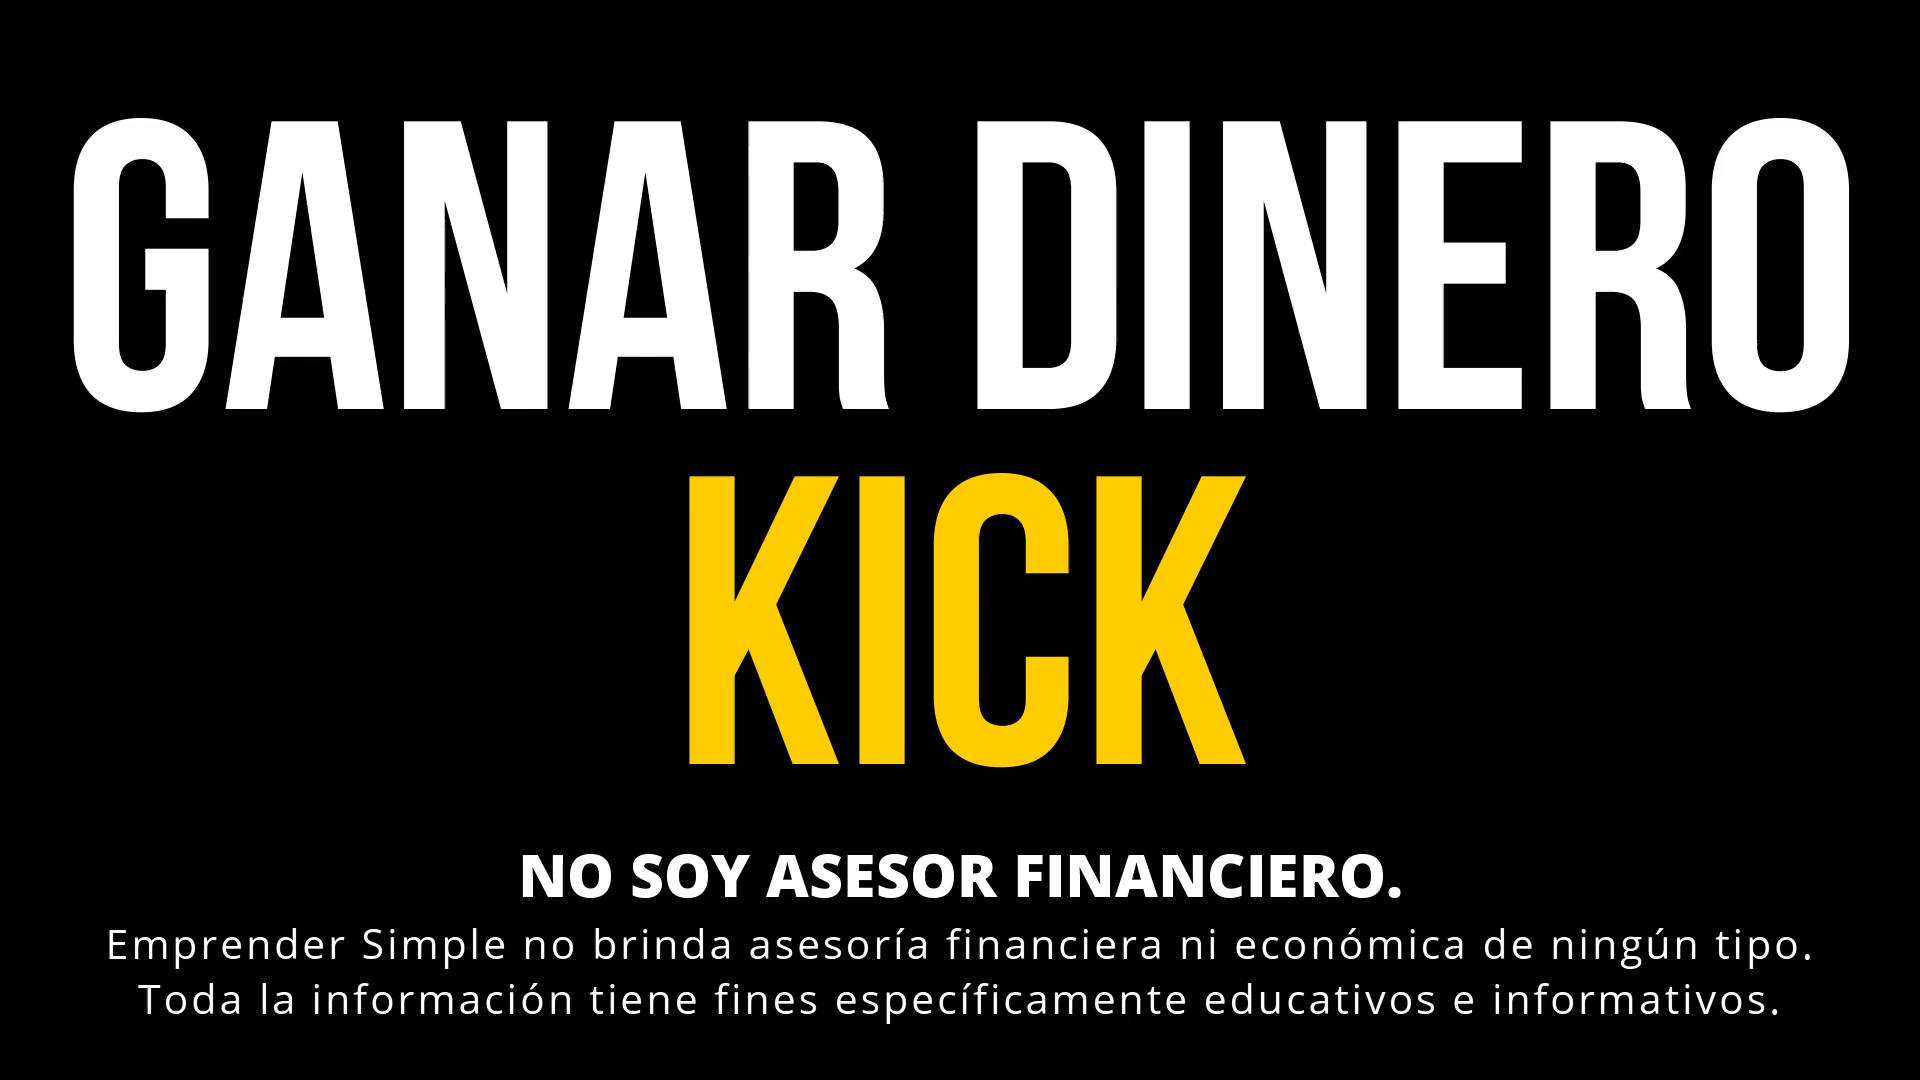 GANAR DINERO
KICK
NO SOY ASESOR FINANCIERO.
Emprender Simple no brinda asesoría financiera ni económica de ningún tipo.
Toda la información tiene fines específicamente educativos e informativos.